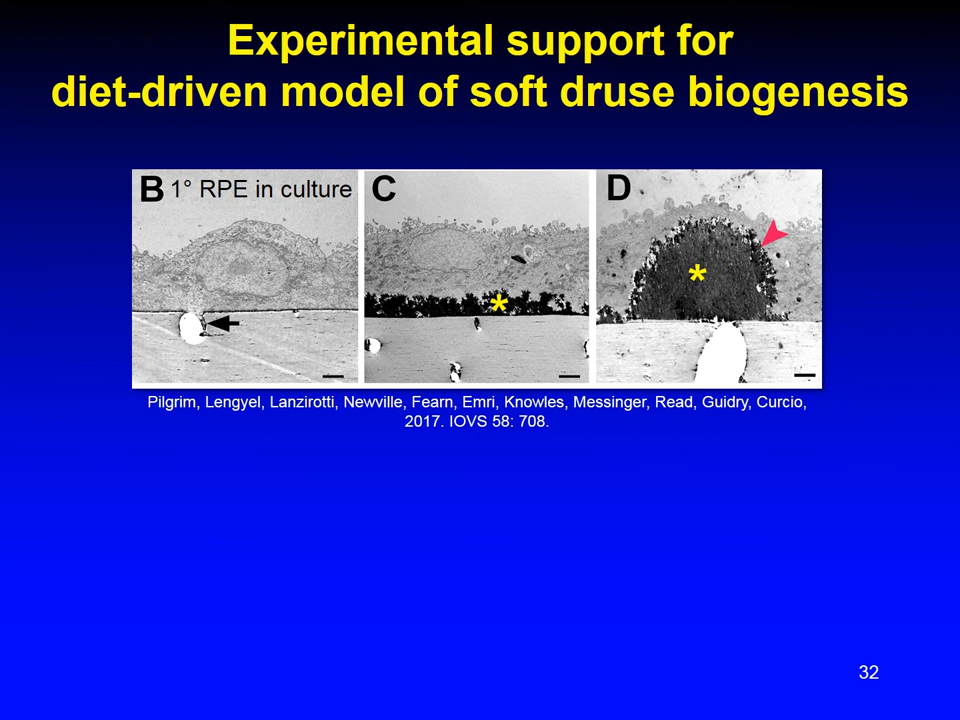 Experimental support for
diet-driven model of soft druse biogenesis
B 1° RPE in culture
C
D
*
*
Pilgrim, Lengyel, Lanzirotti, Newville, Fearn, Emri, Knowles, Messinger, Read, Guidry, Curcio,
2017. IOVS 58: 708.
32